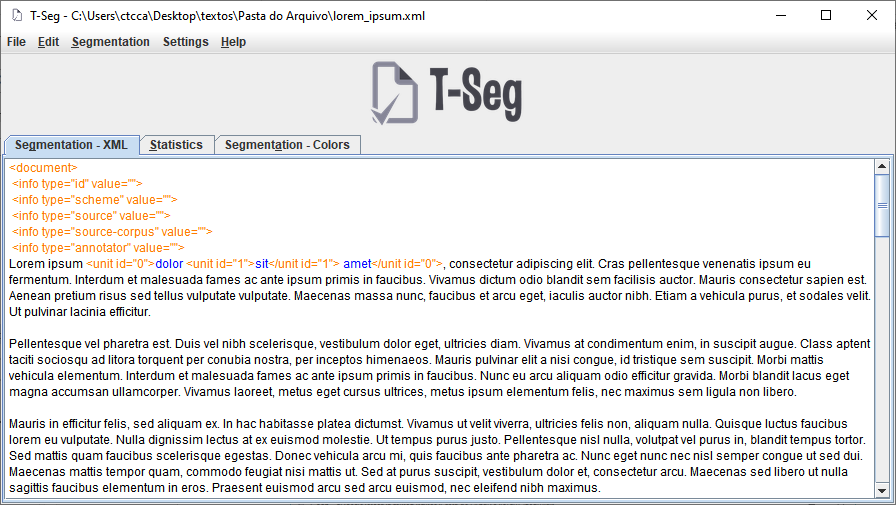 T-Seg - C:\Users\ctcca\Desktop\textos\Pasta do Arquivo\lorem_ipsum.xml
File Edit Segmentation Settings Help
T-Seg
Segmentation - XML Statistics Segmentation - Colors
<document>
<info type="id" value="">
<info type="scheme" value="">
<info type="source" value="">
<info type="source-corpus" value="">
<info type="annotator" value="">
Lorem ipsum <unit id="0">dolor <unit id="1">sit</unit id="1"> amet</unit id="0">, consectetur adipiscing elit. Cras pellentesque venenatis ipsum eu
fermentum. Interdum et malesuada fames ac ante ipsum primis in faucibus. Vivamus dictum odio blandit sem facilisis auctor. Mauris consectetur sapien est.
Aenean pretium risus sed tellus vulputate vulputate. Maecenas massa nunc, faucibus et arcu eget, iaculis auctor nibh. Etiam a vehicula purus, et sodales velit.
Ut pulvinar lacinia efficitur.
Pellentesque vel pharetra est. Duis vel nibh scelerisque, vestibulum dolor eget, ultricies diam. Vivamus at condimentum enim, in suscipit augue. Class aptent
taciti sociosqu ad litora torquent per conubia nostra, per inceptos himenaeos. Mauris pulvinar elit a nisi congue, id tristique sem suscipit. Morbi mattis
vehicula elementum. Interdum et malesuada fames ac ante ipsum primis in faucibus. Nunc eu arcu aliquam odio efficitur gravida. Morbi blandit lacus eget
magna accumsan ullamcorper. Vivamus laoreet, metus eget cursus ultrices, metus ipsum elementum felis, nec maximus sem ligula non libero.
Mauris in efficitur felis, sed aliquam ex. In hac habitasse platea dictumst. Vivamus ut velit viverra, ultricies felis non, aliquam nulla. Quisque luctus faucibus
lorem eu vulputate. Nulla dignissim lectus at ex euismod molestie. Ut tempus purus justo. Pellentesque nisl nulla, volutpat vel purus in, blandit tempus tortor.
Sed mattis quam faucibus scelerisque egestas. Donec vehicula arcu mi, quis faucibus ante pharetra ac. Nunc eget nunc nec nisl semper congue ut sed dui.
Maecenas mattis tempor quam, commodo feugiat nisi mattis ut. Sed at purus suscipit, vestibulum dolor et, consectetur arcu. Maecenas sed libero ut nulla
sagittis faucibus elementum in eros. Praesent euismod arcu sed arcu euismod, nec eleifend nibh maximus.